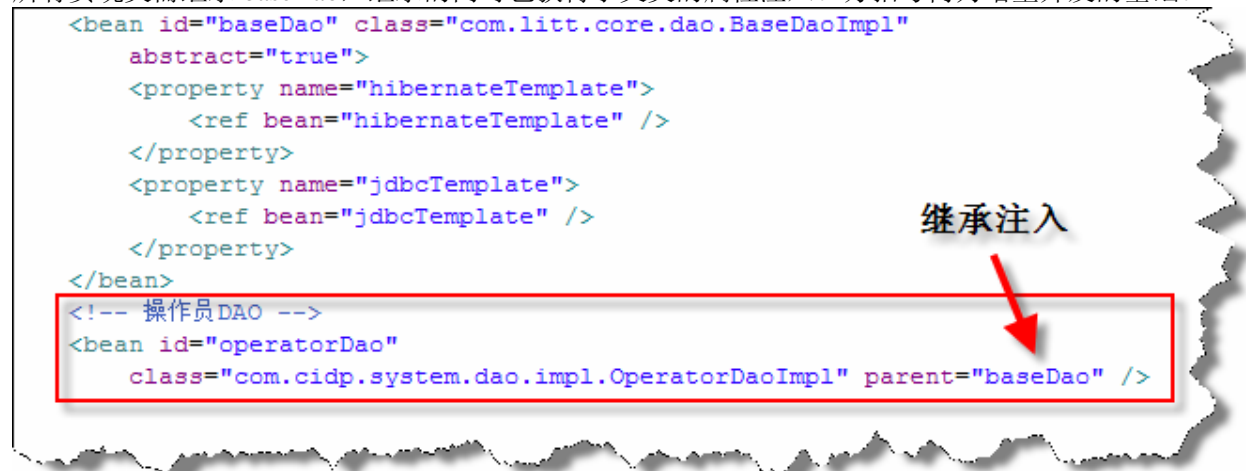 <bean id="baseDao" class="com.litt.core.dao.BaseDaoImpl"
abstract="true">
<property name="hibernateTemplate">
<ref bean="hibernateTemplate" />
</property>
<property name="jdbcTemplate">
<ref bean="jdbcTemplate" />
</property>
继承注入
</bean>
<!-- 操作员DAO -->
<bean id="operatorDao"
class="com.cidp.system.dao.impl.OperatorDaoImpl" parent="baseDao" />